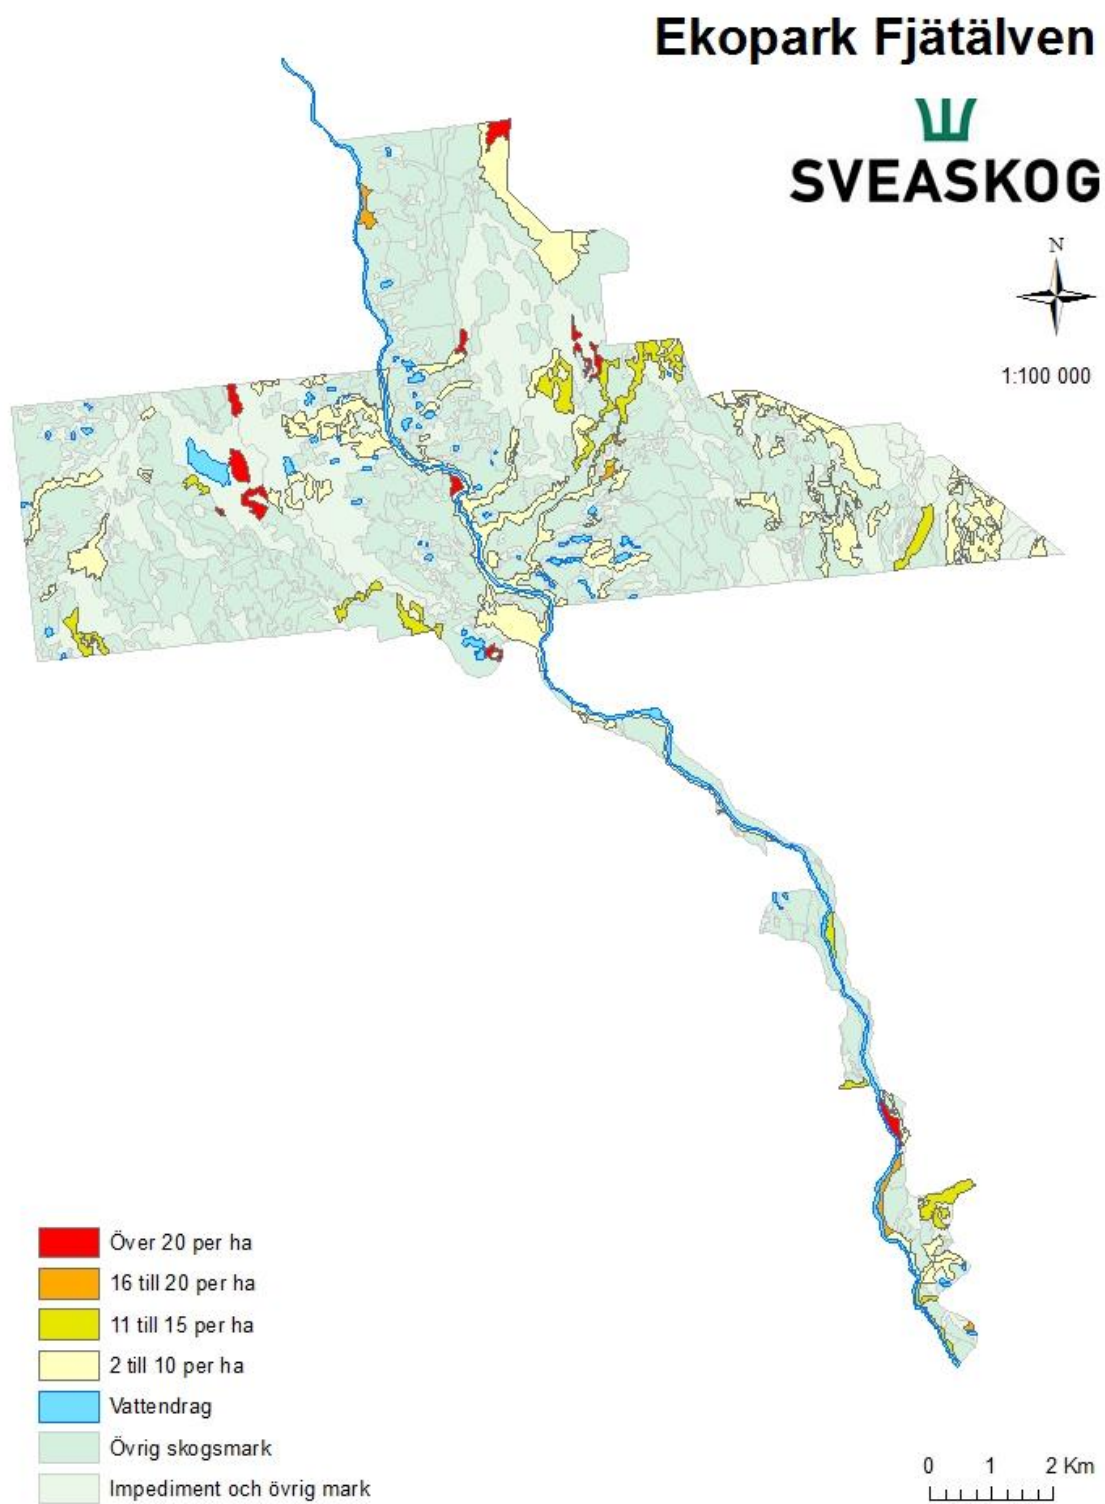 Ekopark Fjätälven
SVEASKOG
N
1:100 000
Över 20 per ha
16 till 20 per ha
11 till 15 per ha
2 till 10 per ha
Vattendrag
Övrig skogsmark
Impediment och övrig mark
0 1 2 Km